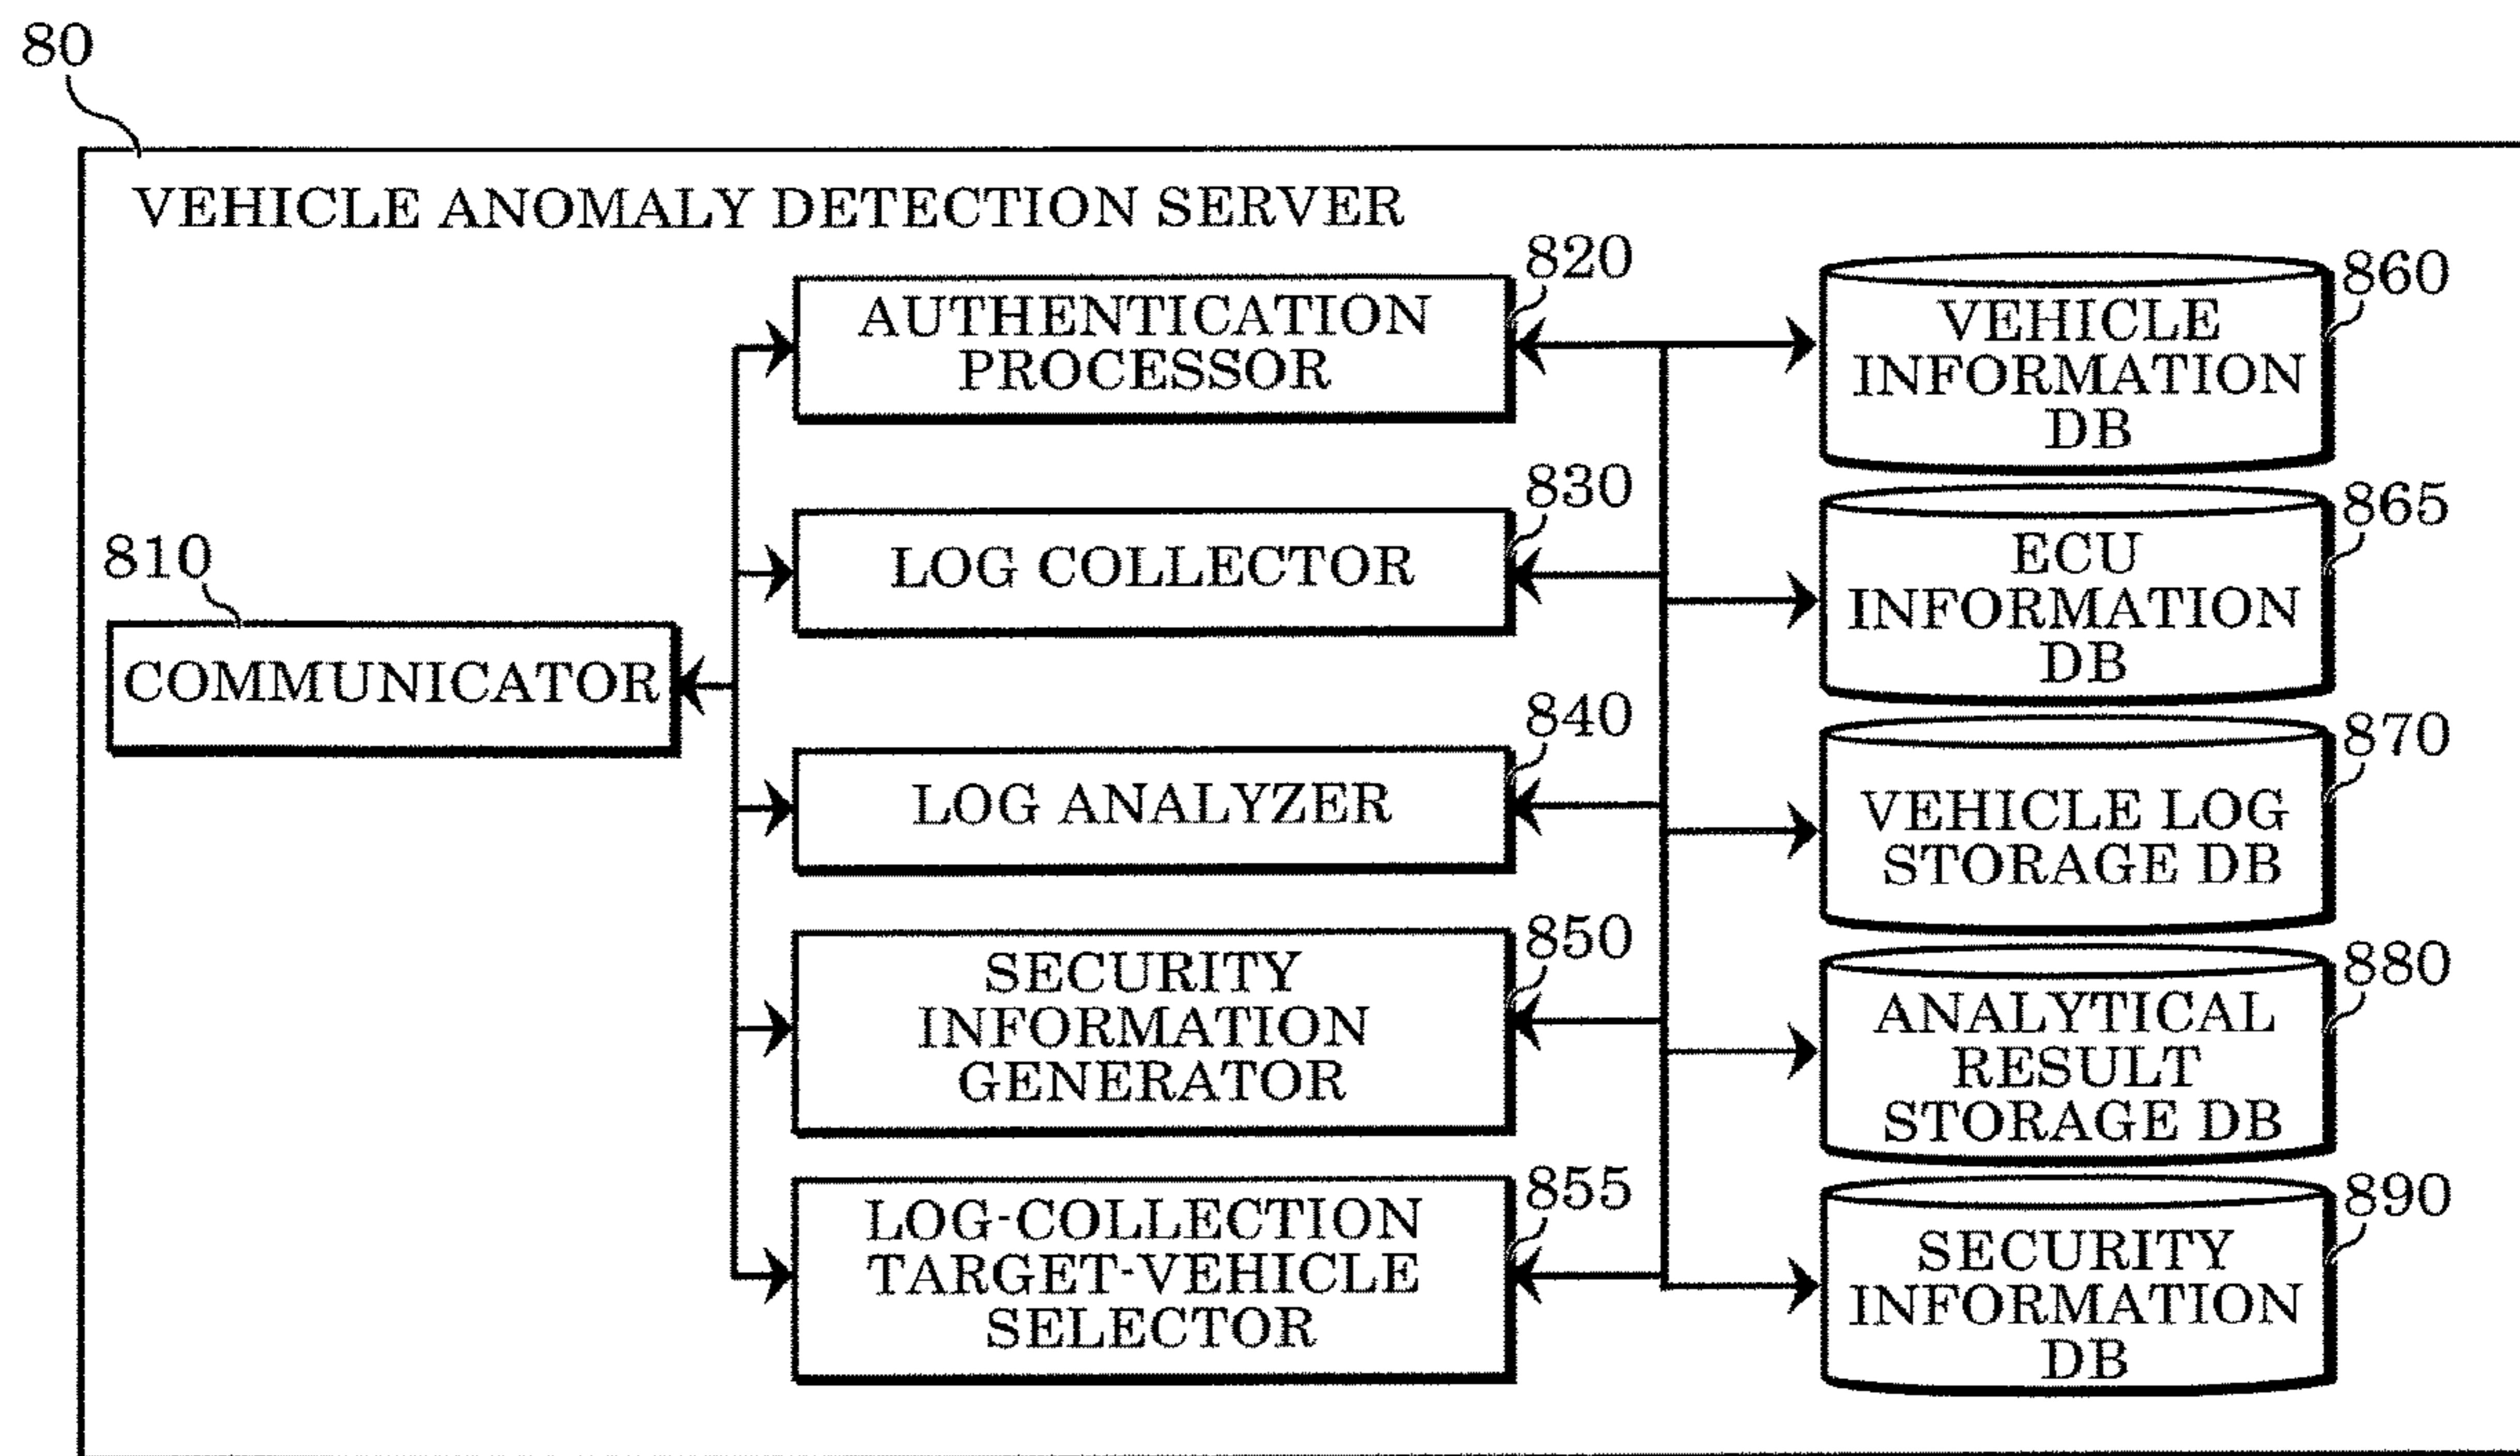 80
VEHICLE ANOMALY DETECTION SERVER
810
COMMUNICATOR
820
AUTHENTICATION
PROCESSOR
830
LOG COLLECTOR
840
LOG ANALYZER
850
SECURITY
INFORMATION
GENERATOR
855
LOG-COLLECTION
TARGET-VEHICLE
SELECTOR
860
VEHICLE
INFORMATION
DB
865
ECU
INFORMATION
DB
870
VEHICLE LOG
STORAGE DB
880
ANALYTICAL
RESULT
STORAGE DB
890
SECURITY
INFORMATION
DB